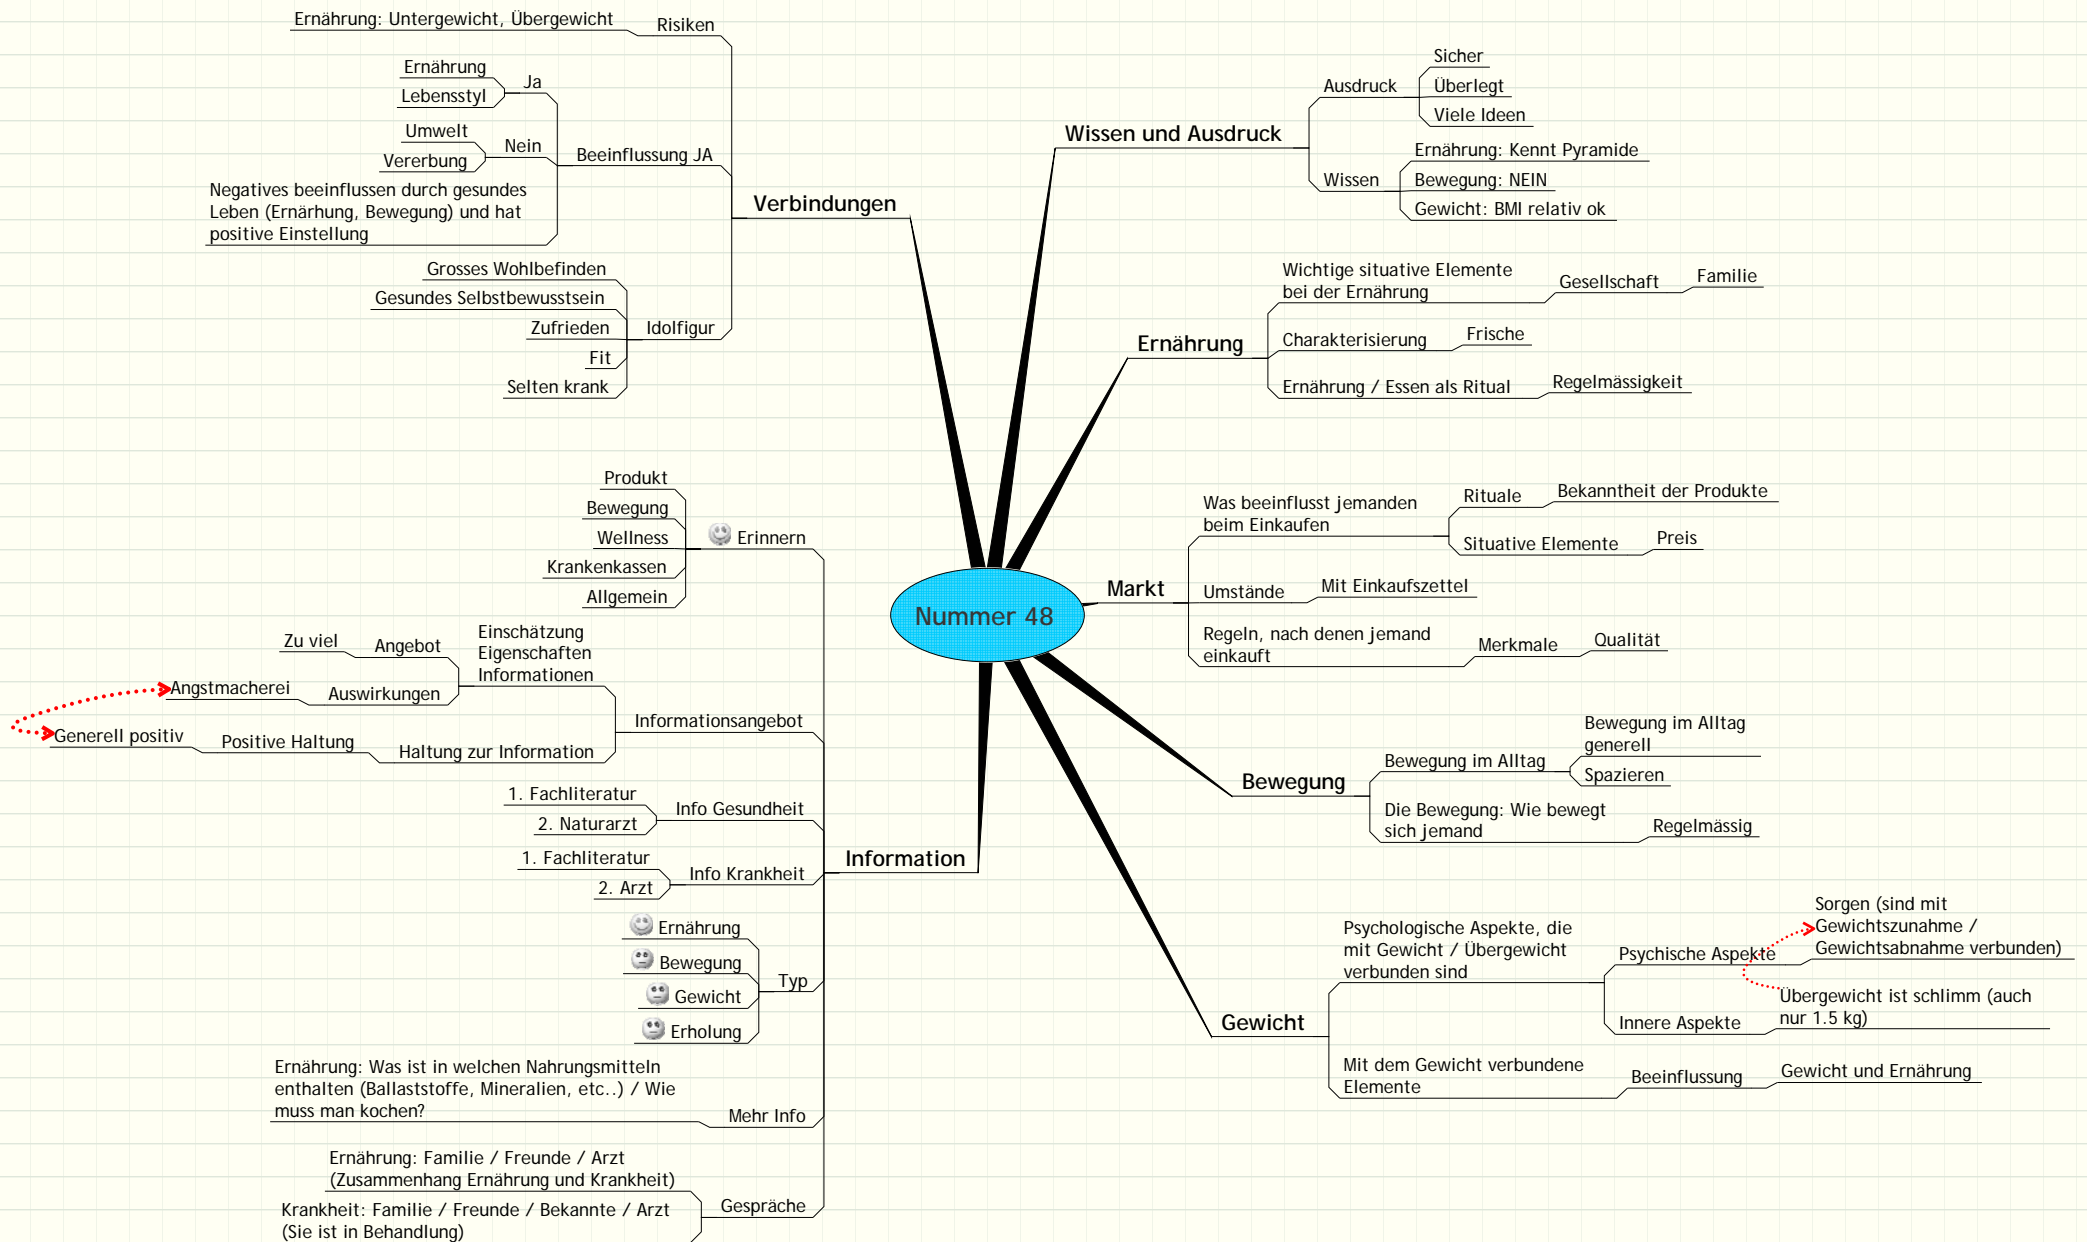 Nummer 48
Wissen und Ausdruck
Ausdruck
Sicher
Überlegt
Viele Ideen
Wissen
Ernährung: Kennt Pyramide
Bewegung: NEIN
Gewicht: BMI relativ ok
Ernährung
Wichtige situative Elemente
bei der Ernährung
Gesellschaft
Familie
Charakterisierung
Frische
Ernährung / Essen als Ritual
Regelmässigkeit
Markt
Was beeinflusst jemanden
beim Einkaufen
Rituale
Bekanntheit der Produkte
Situative Elemente
Preis
Umstände
Mit Einkaufszettel
Regeln, nach denen jemand
einkauft
Merkmale
Qualität
Bewegung
Bewegung im Alltag
Bewegung im Alltag
generell
Spazieren
Die Bewegung: Wie bewegt
sich jemand
Regelmässig
Gewicht
Psychologische Aspekte, die
mit Gewicht / Übergewicht
verbunden sind
Psychische Aspekte
Sorgen (sind mit
Gewichtszunahme /
Gewichtsabnahme verbunden)
Innere Aspekte
Übergewicht ist schlimm (auch
nur 1.5 kg)
Mit dem Gewicht verbundene
Elemente
Beeinflussung
Gewicht und Ernährung
Verbindungen
Risiken
Ernährung: Untergewicht, Übergewicht
Beeinflussung JA
Ja
Ernährung
Lebensstyl
Nein
Umwelt
Vererbung
Negatives beeinflussen durch gesundes
Leben (Ernärhung, Bewegung) und hat
positive Einstellung
Idolfigur
Grosses Wohlbefinden
Gesundes Selbstbewusstsein
Zufrieden
Fit
Selten krank
Information
Erinnern
Produkt
Bewegung
Wellness
Krankenkassen
Allgemein
Informationsangebot
Einschätzung
Eigenschaften
Informationen
Angebot
Zu viel
Auswirkungen
Angstmacherei
Haltung zur Information
Positive Haltung
Generell positiv
Info Gesundheit
1. Fachliteratur
2. Naturarzt
Info Krankheit
1. Fachliteratur
2. Arzt
Typ
Ernährung
Bewegung
Gewicht
Erholung
Mehr Info
Ernährung: Was ist in welchen Nahrungsmitteln
enthalten (Ballaststoffe, Mineralien, etc..) / Wie
muss man kochen?
Gespräche
Ernährung: Familie / Freunde / Arzt
(Zusammenhang Ernährung und Krankheit)
Krankheit: Familie / Freunde / Bekannte / Arzt
(Sie ist in Behandlung)